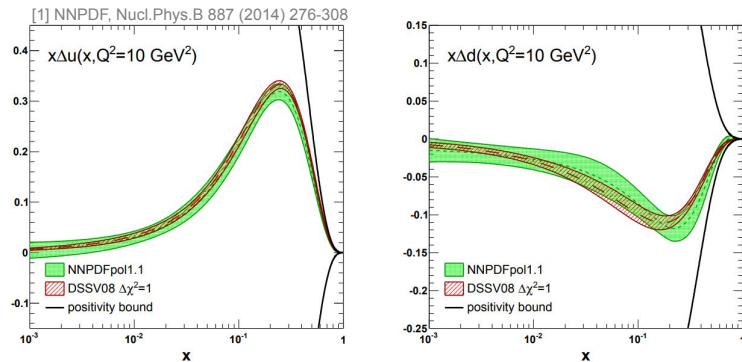 [1] NNPDF, Nucl.Phys.B 887 (2014) 276-308
xΔu(x,Q²=10 GeV²)
0.4
0.3
0.2
0.1
0
-0.1
NNPDFpol1.1
DSSV08 Δχ²=1
positivity bound
10⁻³ 10⁻² 10⁻¹ 1
x
xΔd(x,Q²=10 GeV²)
0.15
0.1
0.05
0
-0.05
-0.1
-0.15
-0.2
-0.25
NNPDFpol1.1
DSSV08 Δχ²=1
positivity bound
10⁻³ 10⁻² 10⁻¹ 1
x